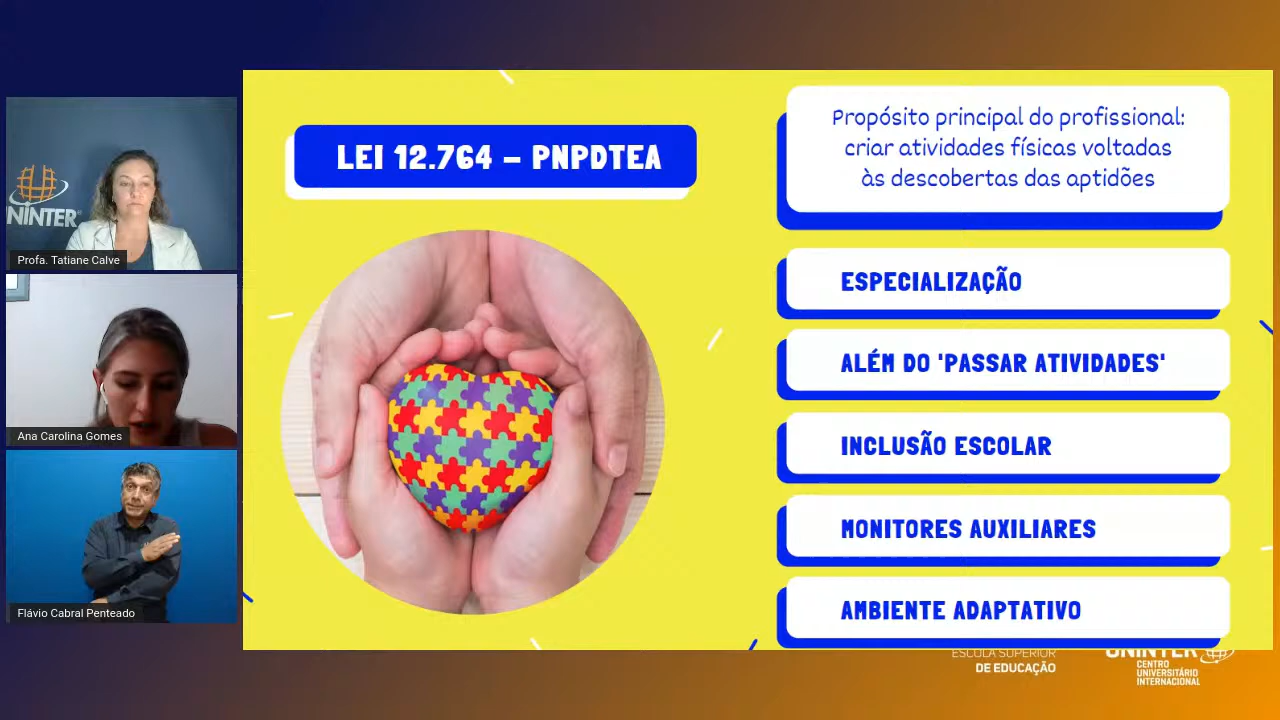 UNINTER
Profa. Tatiane Calve
Ana Carolina Gomes
Flávio Cabral Penteado
LEI 12.764 – PNPDTEA
Propósito principal do profissional:
criar atividades físicas voltadas
às descobertas das aptidões
ESPECIALIZAÇÃO
ALÉM DO 'PASSAR ATIVIDADES'
INCLUSÃO ESCOLAR
MONITORES AUXILIARES
AMBIENTE ADAPTATIVO
ESCOLA SUPERIOR
DE EDUCAÇÃO
UNINTER
CENTRO
UNIVERSITÁRIO
INTERNACIONAL